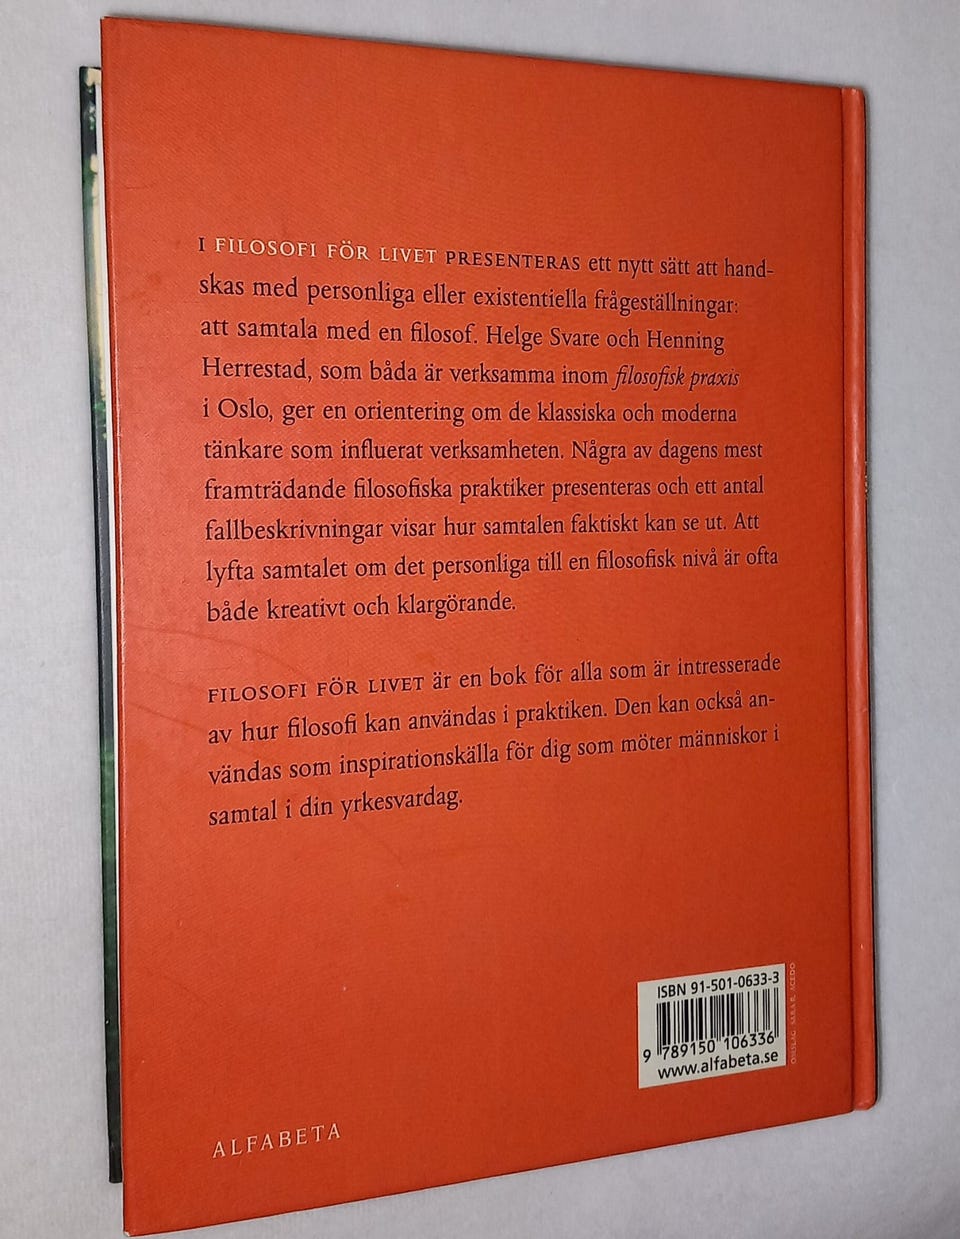 I FILOSOFI FÖR LIVET PRESENTERAS ett nytt sätt att hand-
skas med personliga eller existentiella frågeställningar:
att samtala med en filosof. Helge Svare och Henning
Herrestad, som båda är verksamma inom filosofisk praxis
i Oslo, ger en orientering om de klassiska och moderna
tänkare som influerat verksamheten. Några av dagens mest
framträdande filosofiska praktiker presenteras och ett antal
fallbeskrivningar visar hur samtalen faktiskt kan se ut. Att
lyfta samtalet om det personliga till en filosofisk nivå är ofta
både kreativt och klargörande.
FILOSOFI FÖR LIVET är en bok för alla som är intresserade
av hur filosofi kan användas i praktiken. Den kan också an-
vändas som inspirationskälla för dig som möter människor i
samtal i din yrkesvardag.
ISBN 91-501-0633-3
9 789150 106336
www.alfabeta.se
OMSLAG: SARA R. ACEDO
ALFABETA